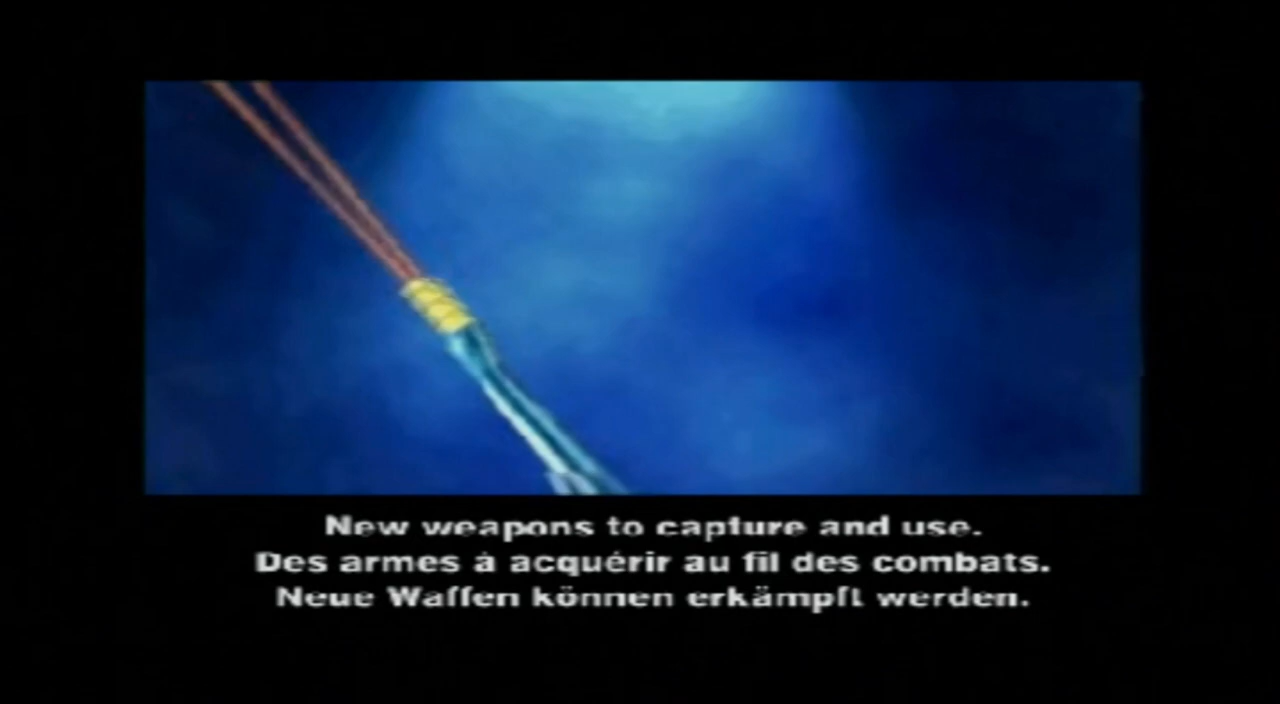 New weapons to capture and use.
Des armes à acquérir au fil des combats.
Neue Waffen können erkämpft werden.